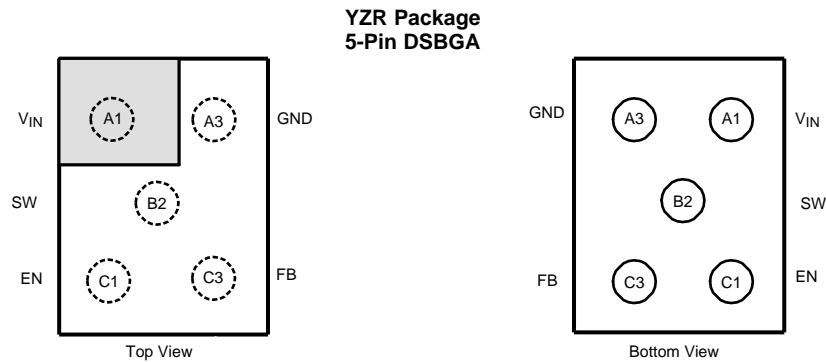 YZR Package
5-Pin DSBGA
VIN A1 A3 GND
SW B2
EN C1 C3 FB
Top View
GND A3 A1 VIN
B2 SW
FB C3 C1 EN
Bottom View